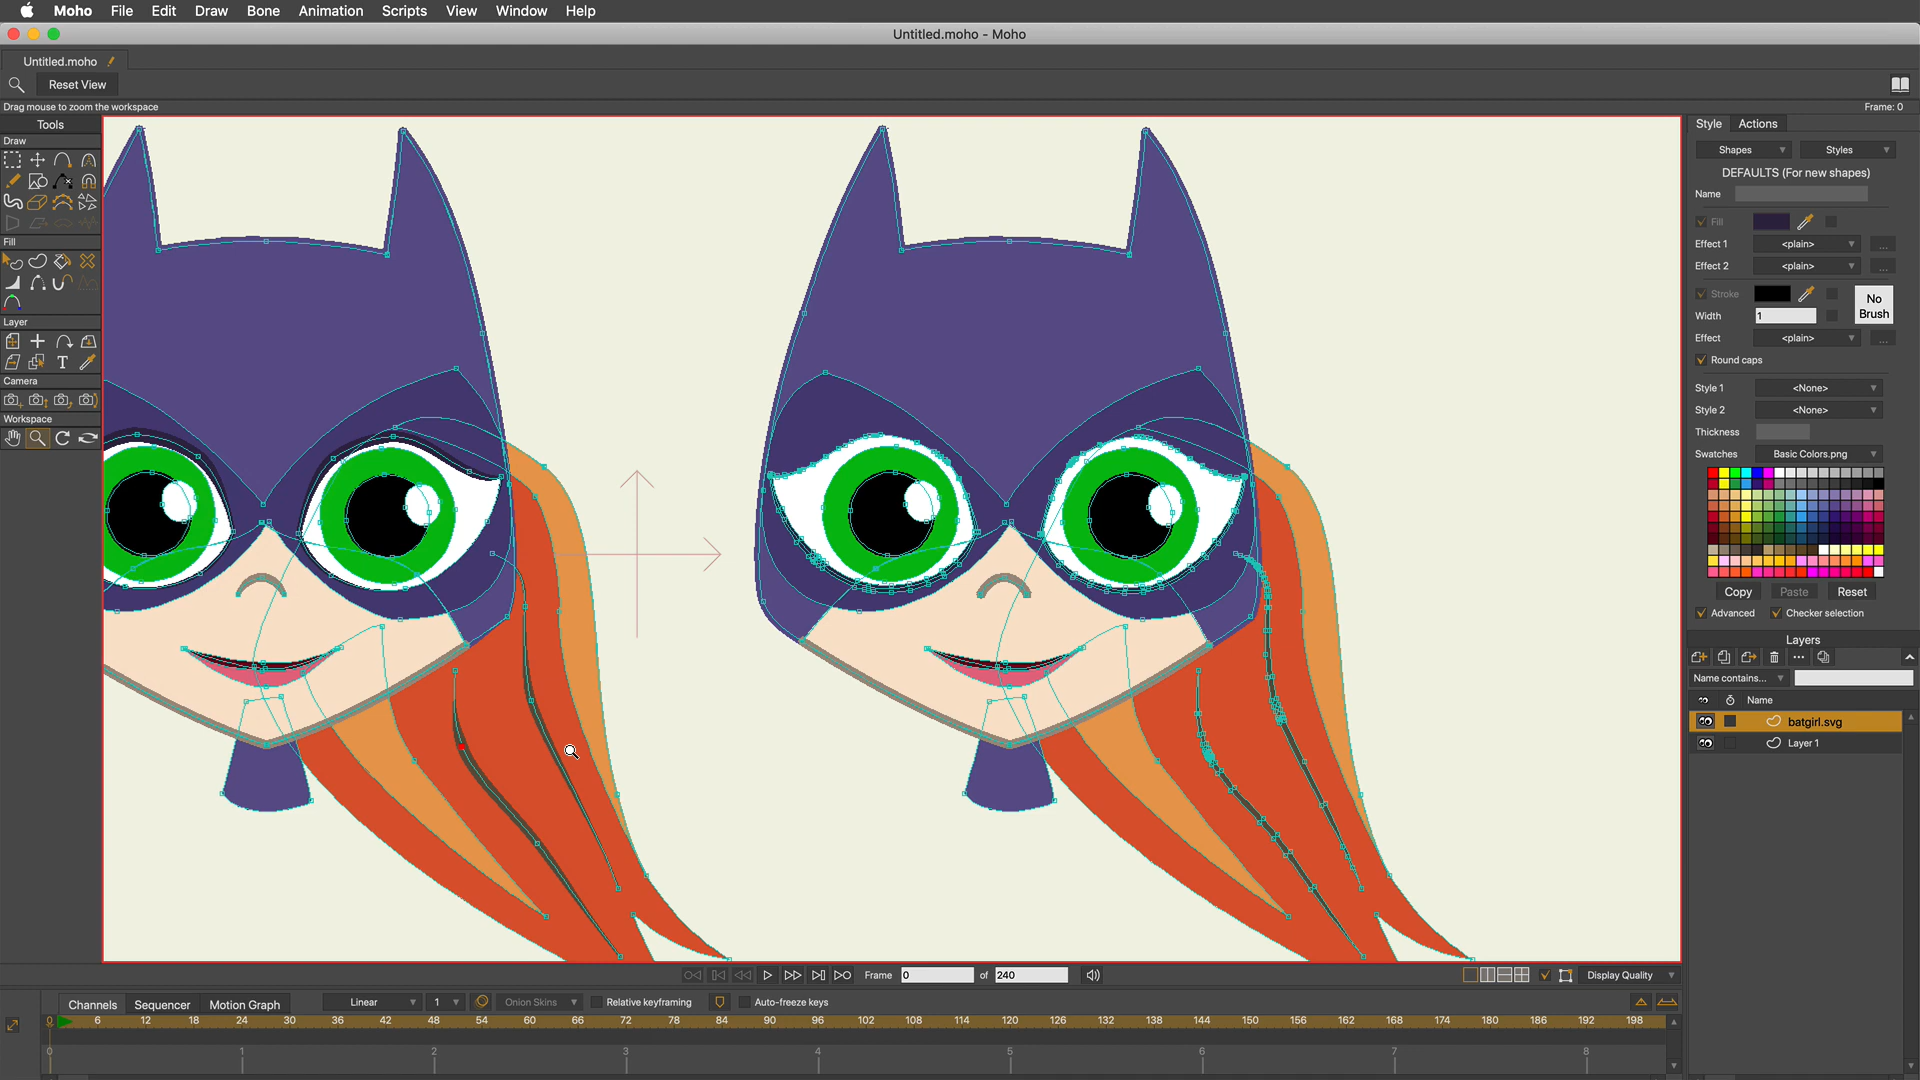 Moho File Edit Draw Bone Animation Scripts View Window Help
Untitled.moho - Moho
Untitled.moho
Reset View
Drag mouse to zoom the workspace
Frame: 0
Tools
Draw
Fill
Layer
T
Camera
Workspace
Style Actions
Shapes Styles
DEFAULTS (For new shapes)
Name
Fill
Effect 1 <plain> ...
Effect 2 <plain> ...
Stroke
No Brush
Width 1
Effect <plain> ...
Round caps
Style 1 <None>
Style 2 <None>
Thickness
Swatches Basic Colors.png
Copy Paste Reset
Advanced Checker selection
Layers
Name contains...
Name
batgirl.svg
Layer 1
Frame 0 of 240
Display Quality
Channels Sequencer Motion Graph Linear 1 Onion Skins Relative keyframing Auto-freeze keys
0 6 12 18 24 30 36 42 48 54 60 66 72 78 84 90 96 102 108 114 120 126 132 138 144 150 156 162 168 174 180 186 192 198
0 1 2 3 4 5 6 7 8